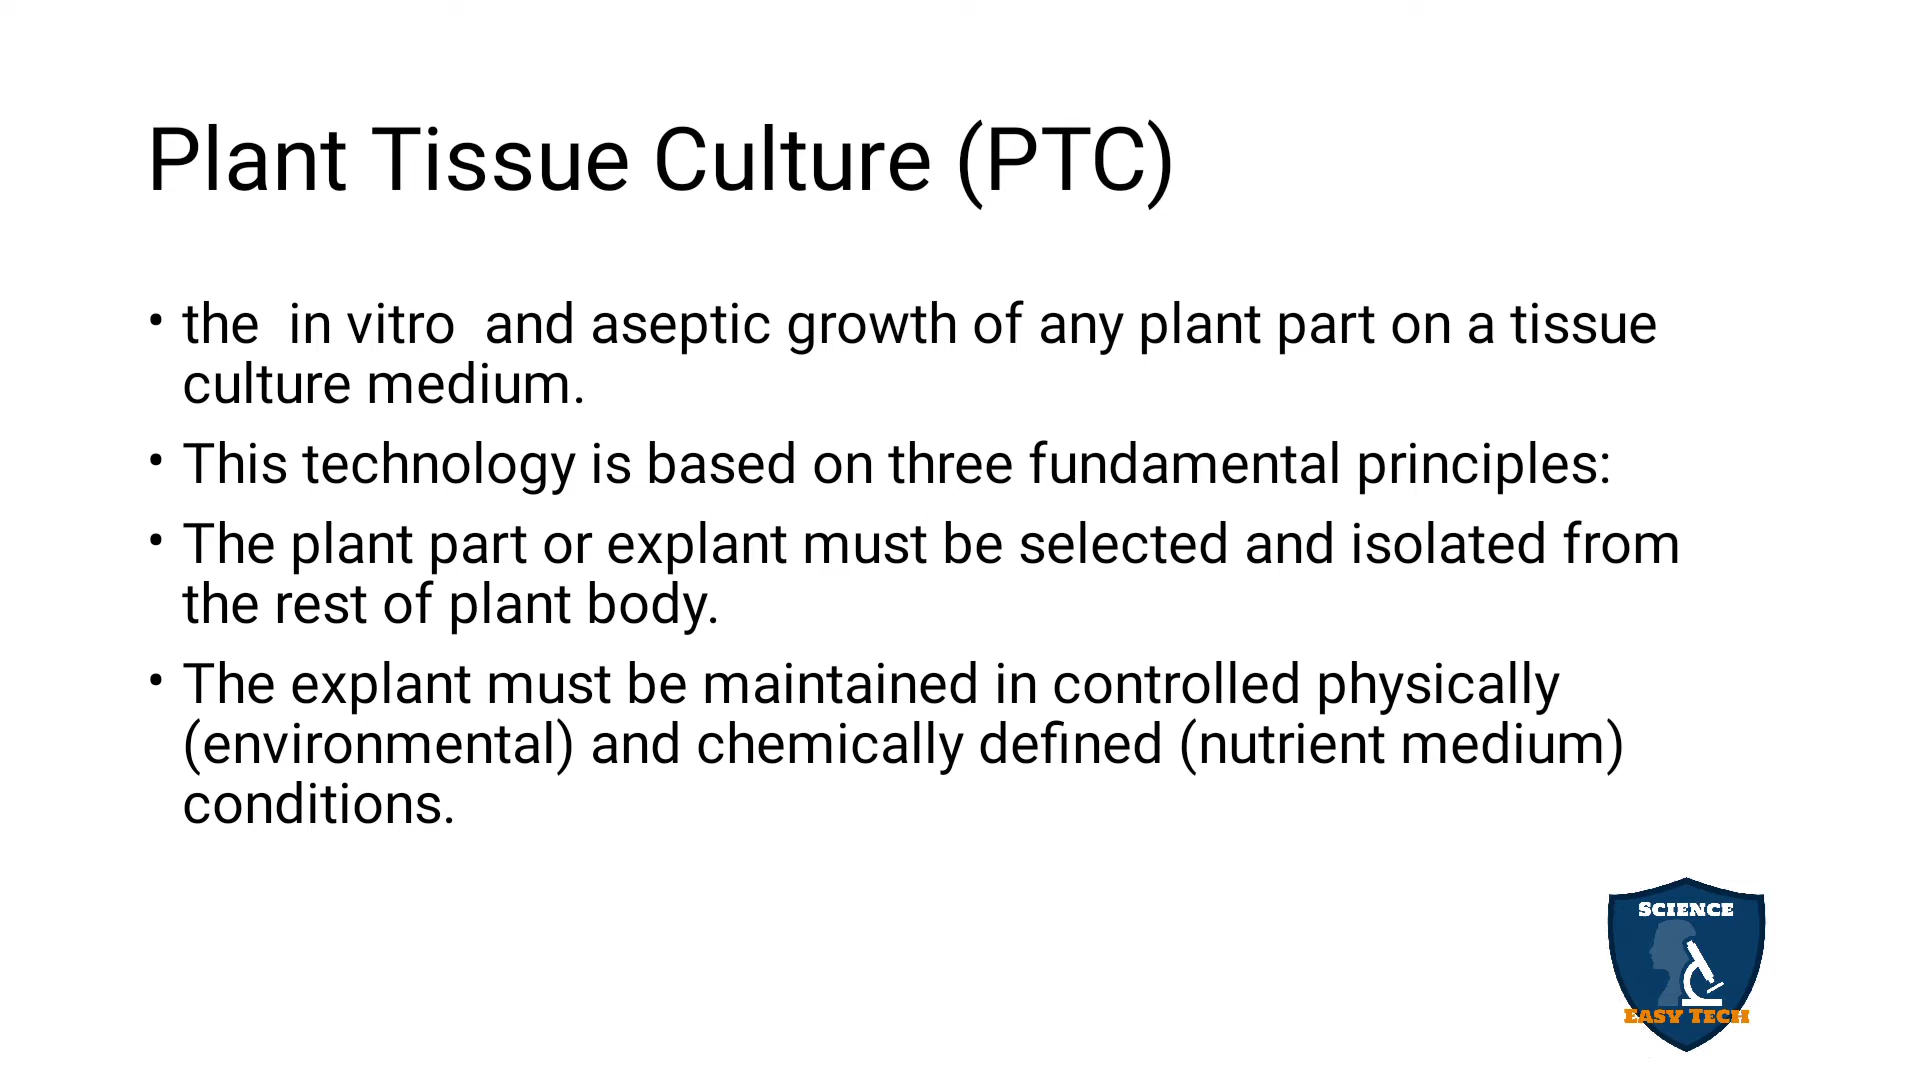 Plant Tissue Culture (PTC)
• the  in vitro  and aseptic growth of any plant part on a tissue
culture medium.
• This technology is based on three fundamental principles:
• The plant part or explant must be selected and isolated from
the rest of plant body.
• The explant must be maintained in controlled physically
(environmental) and chemically defined (nutrient medium)
conditions.
SCIENCE
EASY TECH